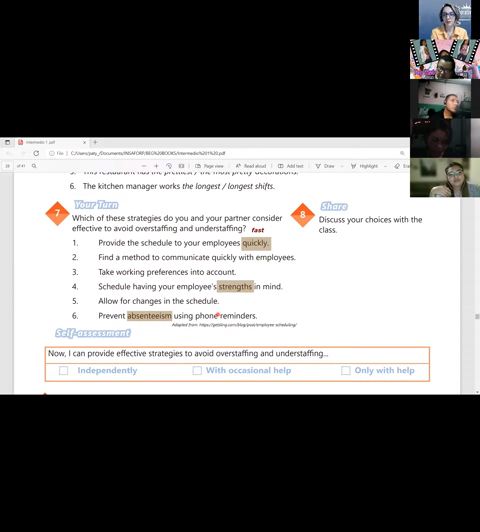 Intermedio 1_.pdf
File
C:/Users/paty_/Documents/INSAFORP/BEO BOOKS/Intermedio%201%20.pdf
28 of 41
Page view
Read aloud
Add text
Draw
Highlight
5. This restaurant has the prettiest / the most pretty decorations.
6. The kitchen manager works the longest / longest shifts.
7 Your Turn
Which of these strategies do you and your partner consider
effective to avoid overstaffing and understaffing?
fast
1. Provide the schedule to your employees quickly.
2. Find a method to communicate quickly with employees.
3. Take working preferences into account.
4. Schedule having your employee's strengths in mind.
5. Allow for changes in the schedule.
6. Prevent absenteeism using phone reminders.
8 Share
Discuss your choices with the
class.
Adapted from: https://getsling.com/blog/post/employee-scheduling/
Self-assessment
Now, I can provide effective strategies to avoid overstaffing and understaffing...
Independently
With occasional help
Only with help